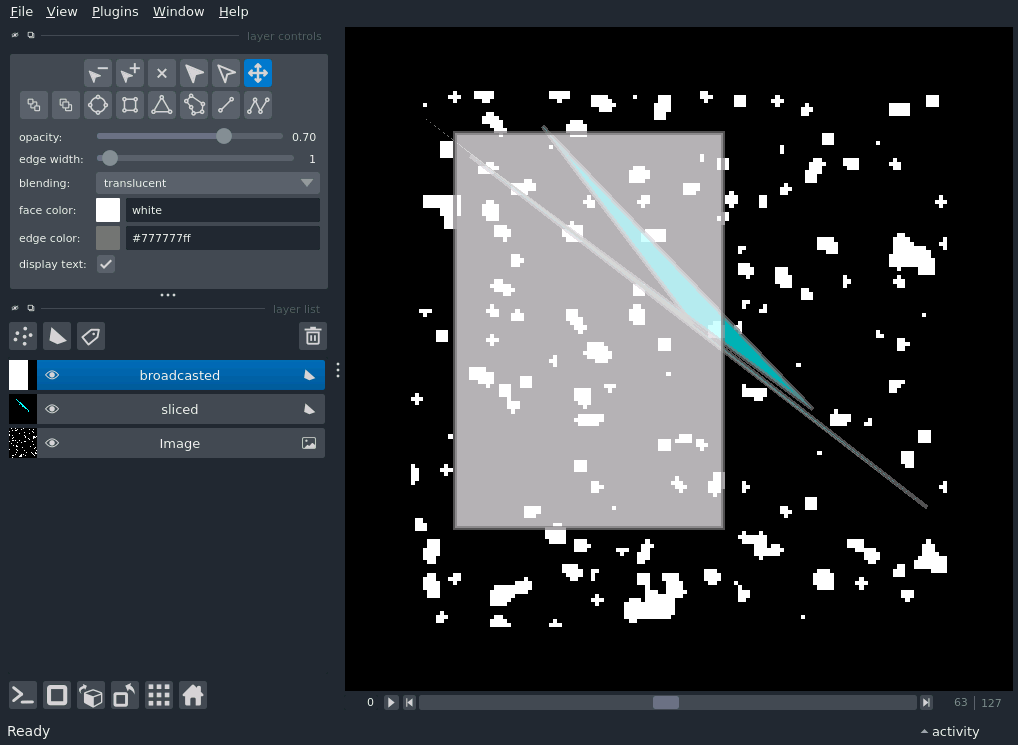 File View Plugins Window Help
layer controls
opacity: 0.70
edge width: 1
blending: translucent
face color: white
edge color: #777777ff
display text:
layer list
broadcasted
sliced
Image
0 63 127
Ready activity